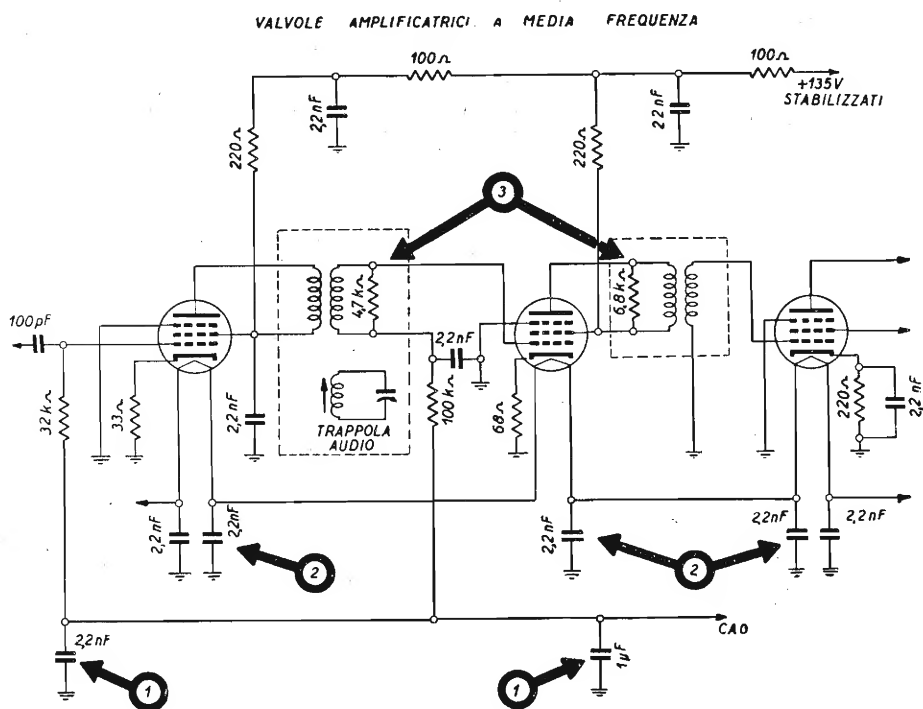 VALVOLE AMPLIFICATRICI A MEDIA FREQUENZA
100Ω
100Ω
+135V
STABILIZZATI
2,2nF
2,2nF
220Ω
220Ω
3
4,7kΩ
6,8kΩ
100pF
2,2nF
32kΩ
33Ω
2,2nF
TRAPPOLA
AUDIO
100kΩ
68Ω
220Ω
2,2nF
2,2nF
2,2nF
2,2nF
2,2nF
2,2nF
2
2
CAO
2,2nF
1µF
1
1